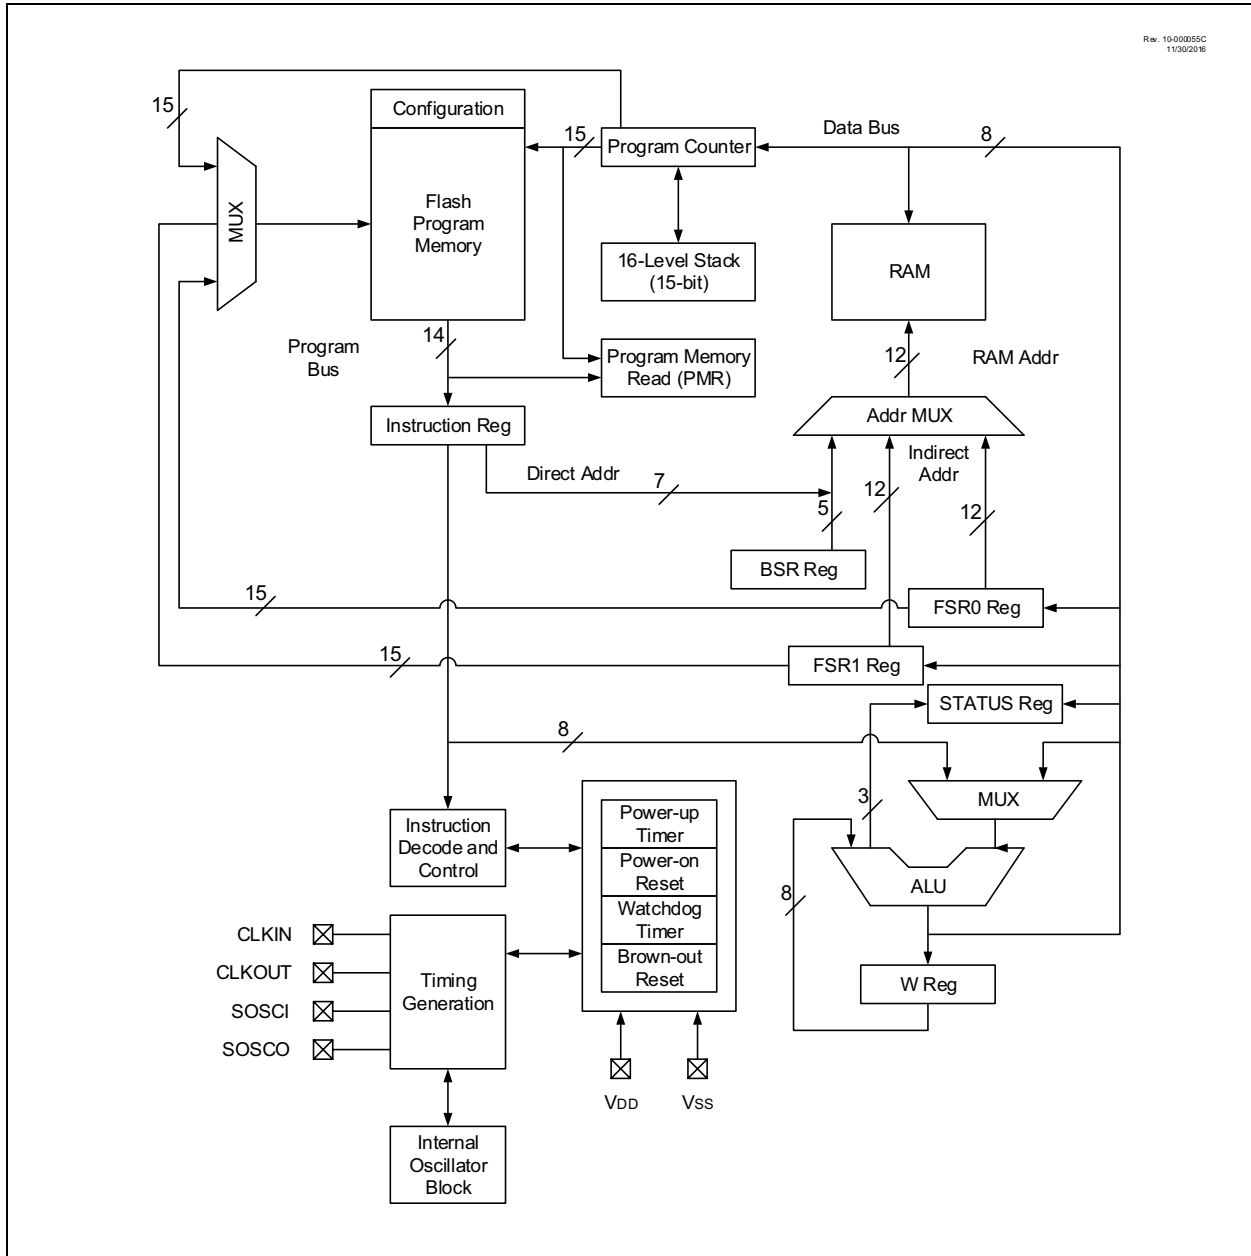 Rev. 10-000055C
11/30/2016
15
Configuration
15
Program Counter
Data Bus
8
MUX
Flash
Program
Memory
16-Level Stack
(15-bit)
RAM
Program
Bus
14
Program Memory
Read (PMR)
12
RAM Addr
Instruction Reg
Addr MUX
Direct Addr
7
Indirect
Addr
5
12
12
BSR Reg
15
FSR0 Reg
15
FSR1 Reg
STATUS Reg
8
MUX
3
Instruction
Decode and
Control
Power-up
Timer
Power-on
Reset
Watchdog
Timer
Brown-out
Reset
ALU
8
W Reg
CLKIN
CLKOUT
SOSCI
SOSCO
Timing
Generation
VDD
VSS
Internal
Oscillator
Block